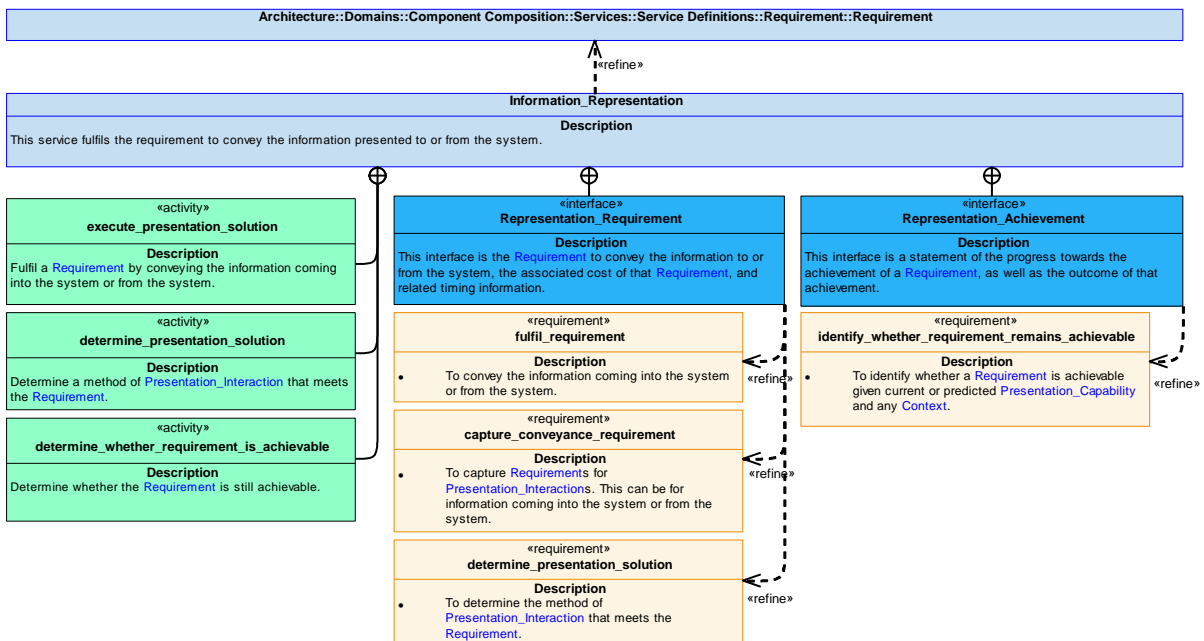 Architecture::Domains::Component Composition::Services::Service Definitions::Requirement::Requirement
«refine»
Information_Representation
Description
This service fulfils the requirement to convey the information presented to or from the system.
«activity»
execute_presentation_solution
Description
Fulfil a Requirement by conveying the information coming
into the system or from the system.
«activity»
determine_presentation_solution
Description
Determine a method of Presentation_Interaction that meets
the Requirement.
«activity»
determine_whether_requirement_is_achievable
Description
Determine whether the Requirement is still achievable.
«interface»
Representation_Requirement
Description
This interface is the Requirement to convey the information to or
from the system, the associated cost of that Requirement, and
related timing information.
«requirement»
fulfil_requirement
Description
• To convey the information coming into the system
or from the system.
«refine»
«requirement»
capture_conveyance_requirement
Description
• To capture Requirements for
Presentation_Interactions. This can be for
information coming into the system or from the
system.
«refine»
«requirement»
determine_presentation_solution
Description
• To determine the method of
Presentation_Interaction that meets the
Requirement.
«refine»
«interface»
Representation_Achievement
Description
This interface is a statement of the progress towards the
achievement of a Requirement, as well as the outcome of that
achievement.
«requirement»
identify_whether_requirement_remains_achievable
Description
• To identify whether a Requirement is achievable
given current or predicted Presentation_Capability
and any Context.
«refine»